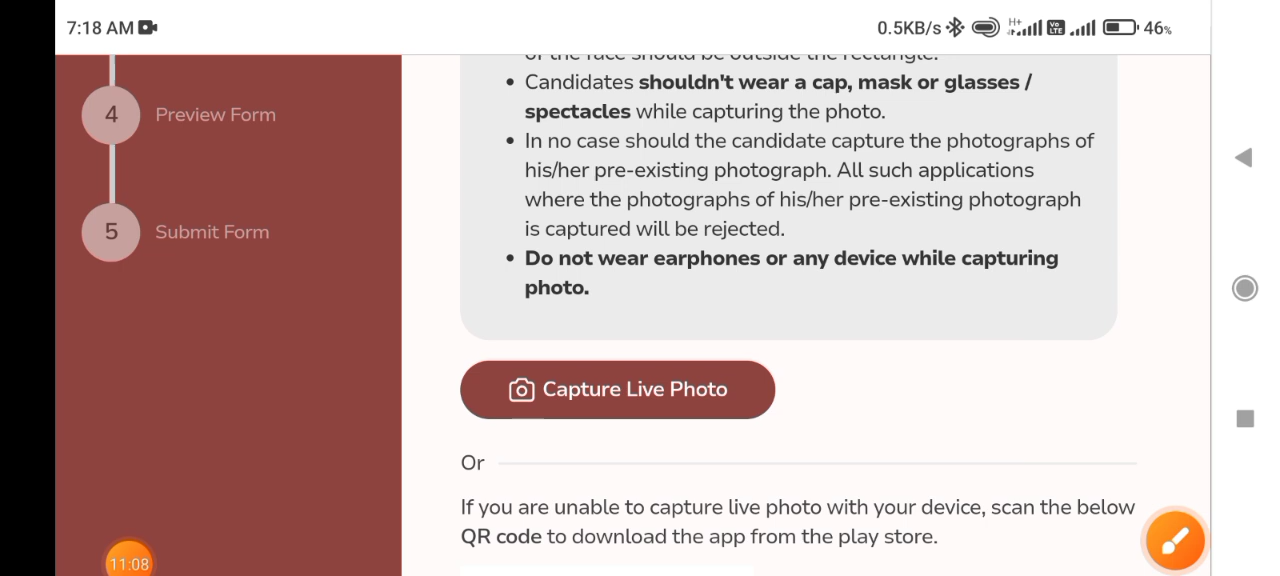 7:18 AM
0.5KB/s
H+
Vo
LTE
46%
4
Preview Form
5
Submit Form
of the face should be outside the rectangle.
• Candidates shouldn't wear a cap, mask or glasses /
spectacles while capturing the photo.
• In no case should the candidate capture the photographs of
his/her pre-existing photograph. All such applications
where the photographs of his/her pre-existing photograph
is captured will be rejected.
• Do not wear earphones or any device while capturing
photo.
Capture Live Photo
Or
If you are unable to capture live photo with your device, scan the below
QR code to download the app from the play store.
11:08